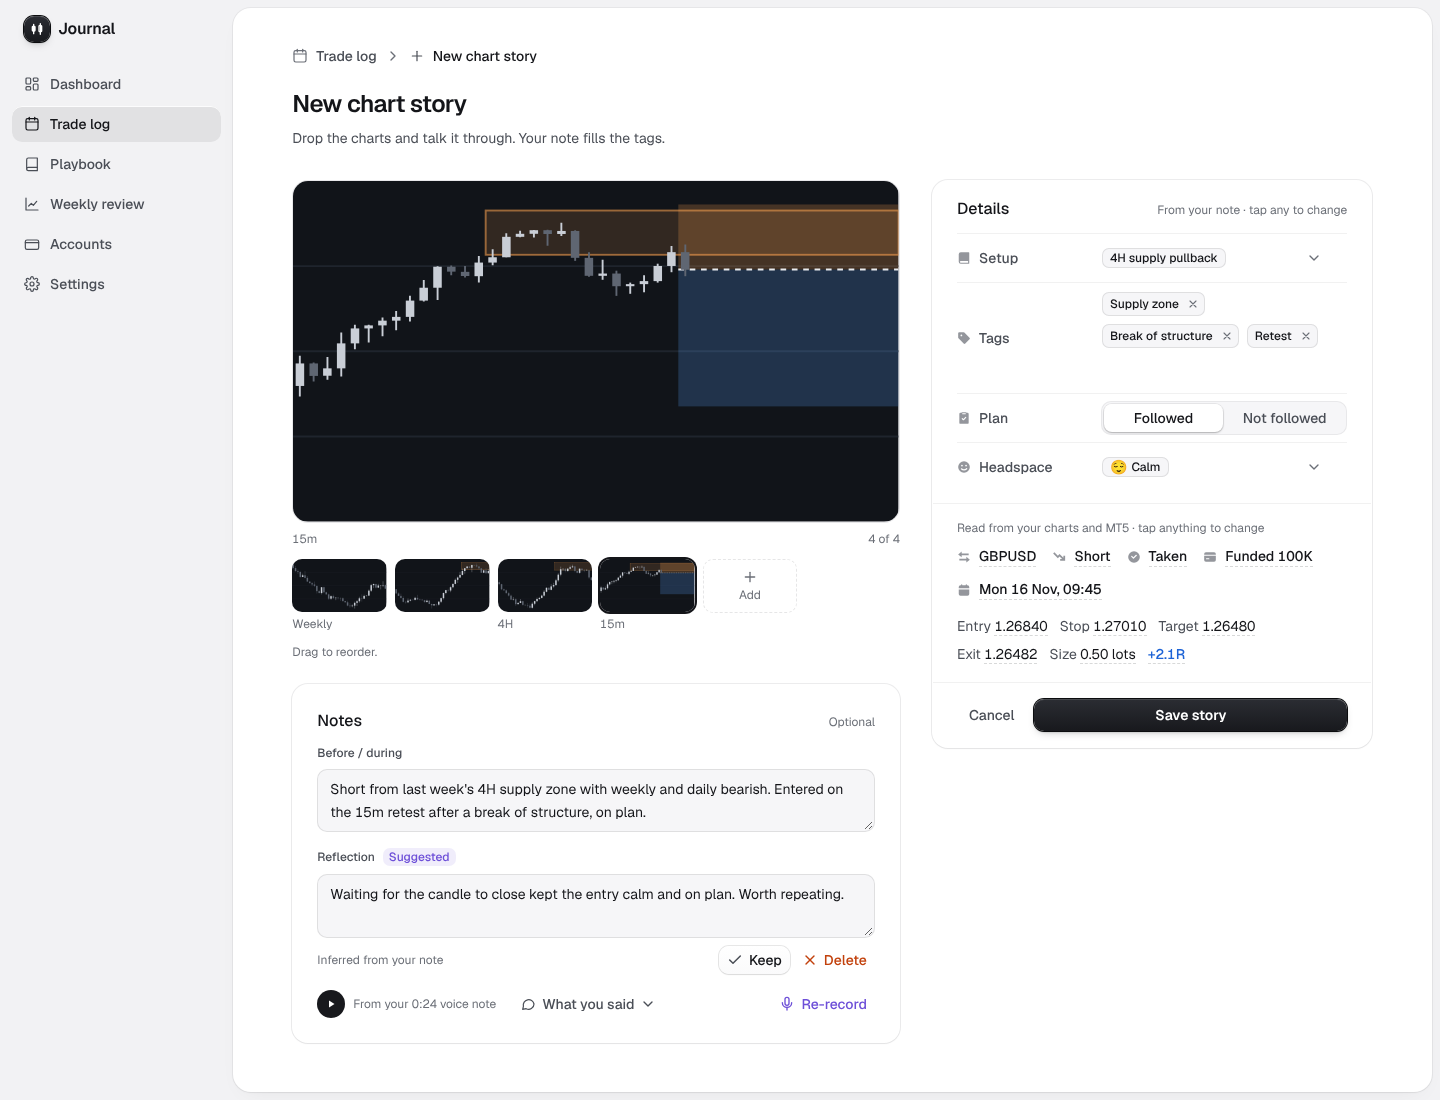 Journal
Dashboard
Trade log
Playbook
Weekly review
Accounts
Settings
Trade log
New chart story
New chart story
Drop the charts and talk it through. Your note fills the tags.
15m
4 of 4
Add
Weekly
4H
15m
Drag to reorder.
Notes
Optional
Before / during
Short from last week's 4H supply zone with weekly and daily bearish. Entered on
the 15m retest after a break of structure, on plan.
Reflection
Suggested
Waiting for the candle to close kept the entry calm and on plan. Worth repeating.
Inferred from your note
Keep
Delete
From your 0:24 voice note
What you said
Re-record
Details
From your note · tap any to change
Setup
4H supply pullback
Tags
Supply zone
Break of structure
Retest
Plan
Followed
Not followed
Headspace
😌 Calm
Read from your charts and MT5 · tap anything to change
GBPUSD
Short
Taken
Funded 100K
Mon 16 Nov, 09:45
Entry 1.26840 Stop 1.27010 Target 1.26480
Exit 1.26482 Size 0.50 lots +2.1R
Cancel
Save story